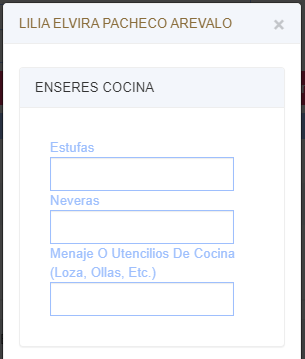 LILIA ELVIRA PACHECO AREVALO ×
ENSERES COCINA
Estufas
Neveras
Menaje O Utencilios De Cocina
(Loza, Ollas, Etc.)